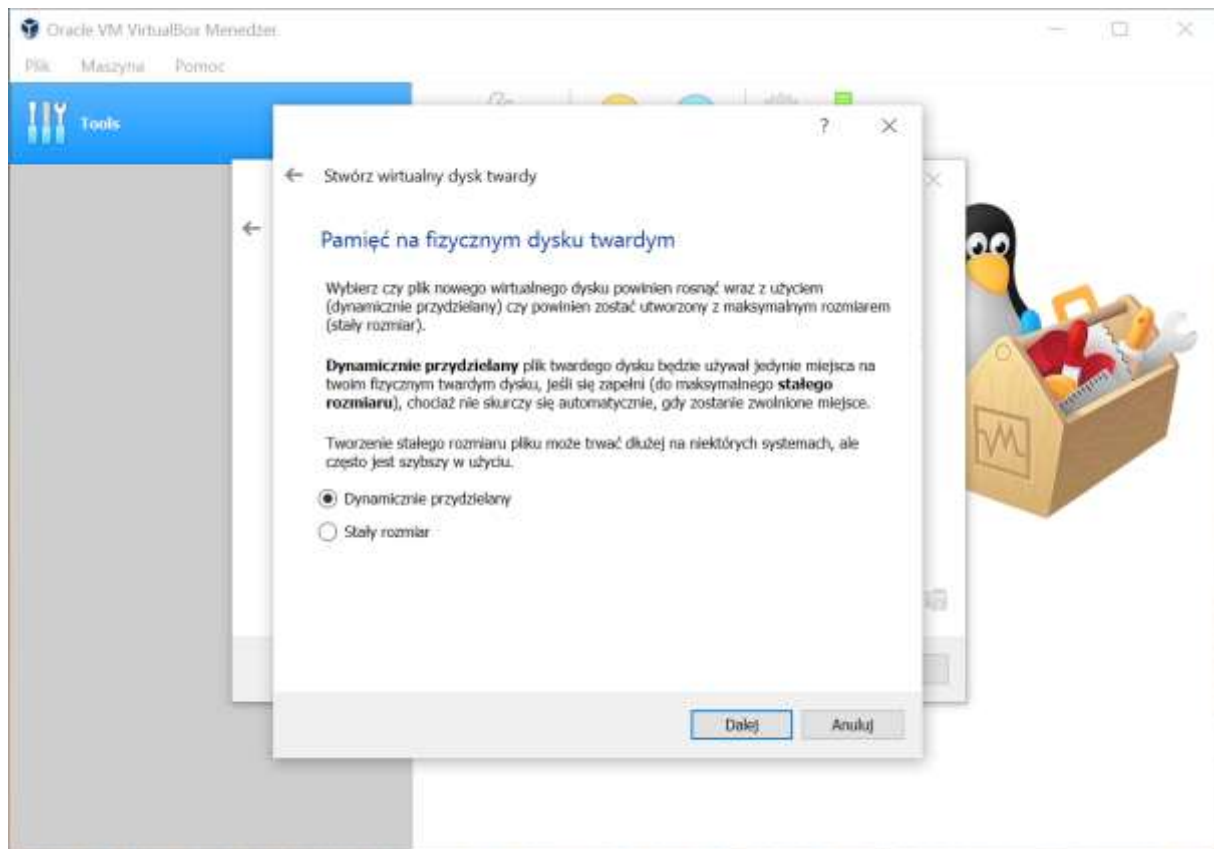 Oracle VM VirtualBox Menedżer
Plik Maszyna Pomoc
Tools
? ×
Stwórz wirtualny dysk twardy
Pamięć na fizycznym dysku twardym
Wybierz czy plik nowego wirtualnego dysku powinien rosnąć wraz z użyciem
(dynamicznie przydzielany) czy powinien zostać utworzony z maksymalnym rozmiarem
(stały rozmiar).
Dynamicznie przydzielany plik twardego dysku będzie używał jedynie miejsca na
twoim fizycznym twardym dysku, jeśli się zapełni (do maksymalnego stałego
rozmiaru), chociaż nie skurczy się automatycznie, gdy zostanie zwolnione miejsce.
Tworzenie stałego rozmiaru pliku może trwać dłużej na niektórych systemach, ale
często jest szybszy w użyciu.
Dynamicznie przydzielany
Stały rozmiar
Dalej Anuluj